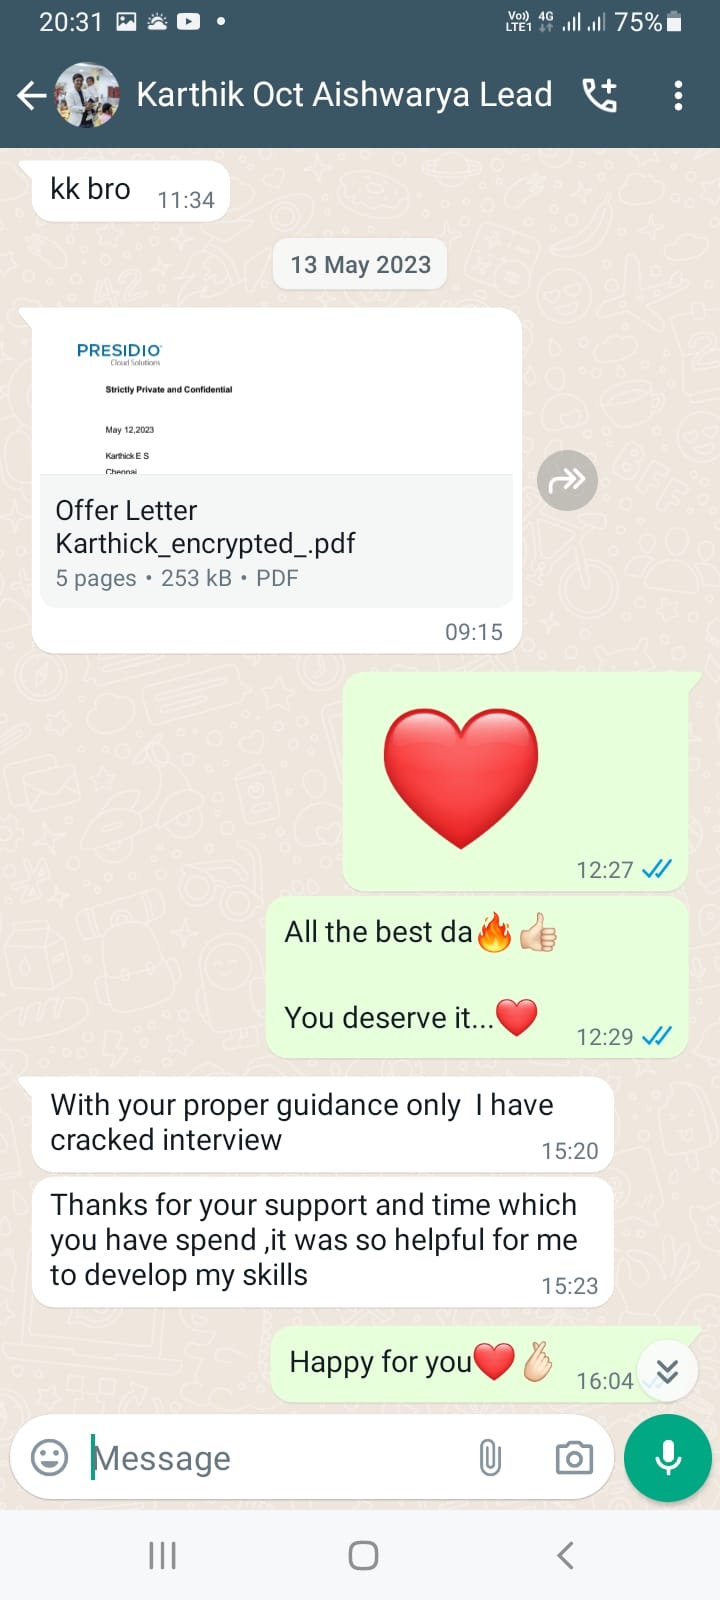 20:31
Vo)) 4G
LTE1
75%
Karthik Oct Aishwarya Lead
kk bro
11:34
13 May 2023
PRESIDIO
Cloud Solutions
Strictly Private and Confidential
May 12,2023
Karthick E S
Chennai
Offer Letter
Karthick_encrypted_.pdf
5 pages • 253 kB • PDF
09:15
12:27
All the best da🔥👍🏻
You deserve it...❤️
12:29
With your proper guidance only I have
cracked interview
15:20
Thanks for your support and time which
you have spend ,it was so helpful for me
to develop my skills
15:23
Happy for you❤️🫰🏻
16:04
Message